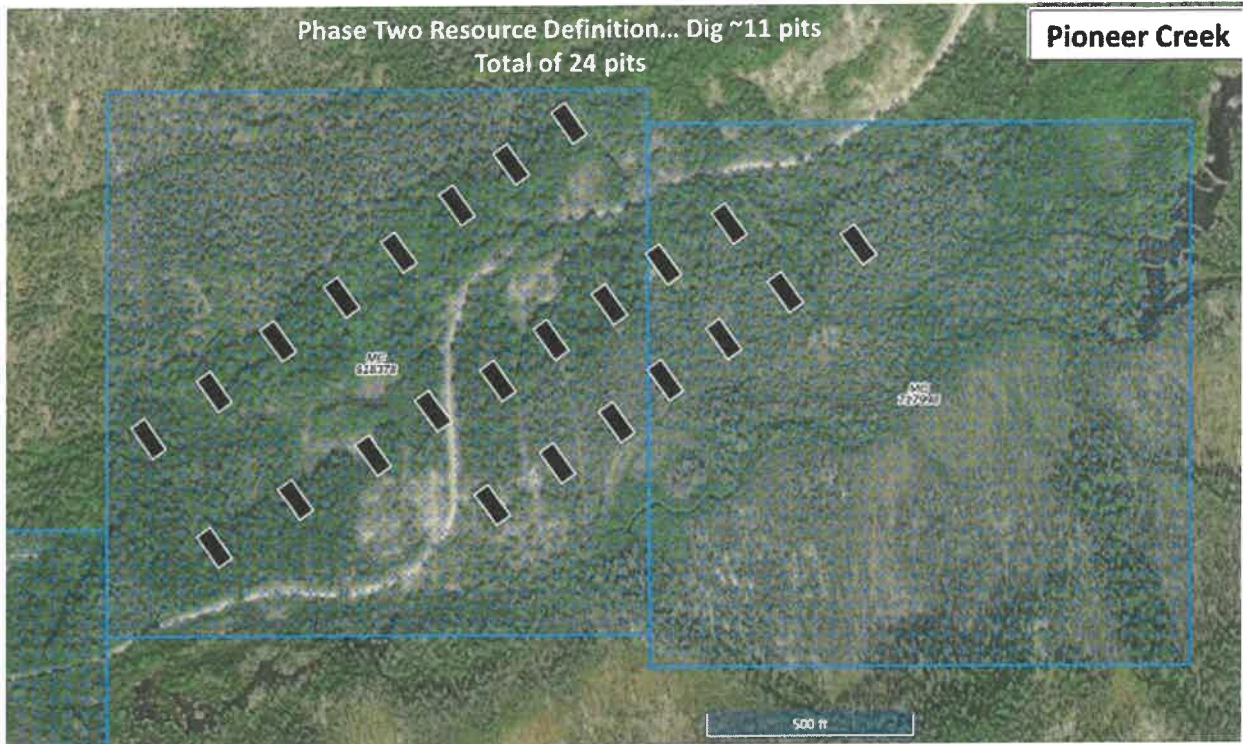 Phase Two Resource Definition... Dig ~11 pits
Total of 24 pits
Pioneer Creek
MC
MC
500 ft